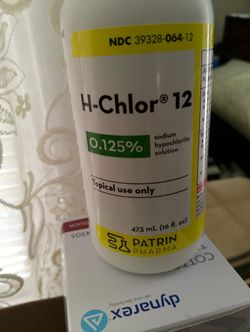 NDC 39328-064-12
H-Chlor® 12
0.125%
sodium
hypochlorite
solution
Topical use only
473 mL (16 fl. oz)
PATRIN
PHARMA
dynarex